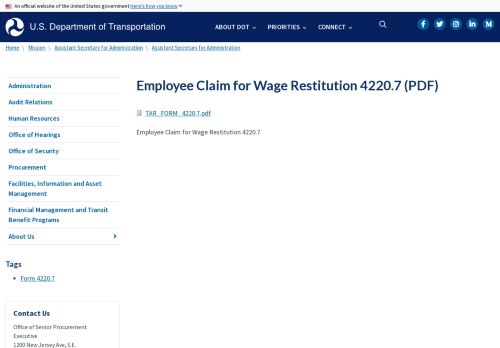 An official website of the United States government Here's how you know
U.S. Department of Transportation
ABOUT DOT
PRIORITIES
CONNECT
Home \ Mission \ Assistant Secretary for Administration \ Assistant Secretary for Administration
Administration
Audit Relations
Human Resources
Office of Hearings
Office of Security
Procurement
Facilities, Information and Asset
Management
Financial Management and Transit
Benefit Programs
About Us
Tags
Form 4220.7
Contact Us
Office of Senior Procurement
Executive
1200 New Jersey Ave, S.E.
Employee Claim for Wage Restitution 4220.7 (PDF)
TAR_FORM_4220.7.pdf
Employee Claim for Wage Restitution 4220.7